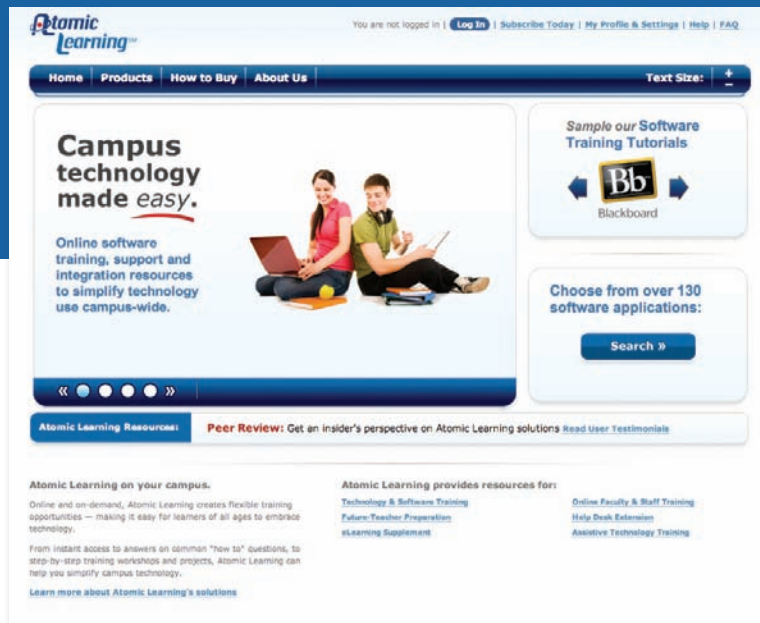 Atomic
Learning℠
You are not logged in | Log In | Subscribe Today | My Profile & Settings | Help | FAQ
Home Products How to Buy About Us Text Size: + −
Campus
technology
made easy.
Online software
training, support and
integration resources
to simplify technology
use campus-wide.
« »
Sample our Software
Training Tutorials
Bb
Blackboard
Choose from over 130
software applications:
Search »
Atomic Learning Resources: Peer Review: Get an insider's perspective on Atomic Learning solutions Read User Testimonials
Atomic Learning on your campus.
Online and on-demand, Atomic Learning creates flexible training
opportunities — making it easy for learners of all ages to embrace
technology.
From instant access to answers on common "how to" questions, to
step-by-step training workshops and projects, Atomic Learning can
help you simplify campus technology.
Learn more about Atomic Learning's solutions
Atomic Learning provides resources for:
Technology & Software Training
Future-Teacher Preparation
eLearning Supplement
Online Faculty & Staff Training
Help Desk Extension
Assistive Technology Training